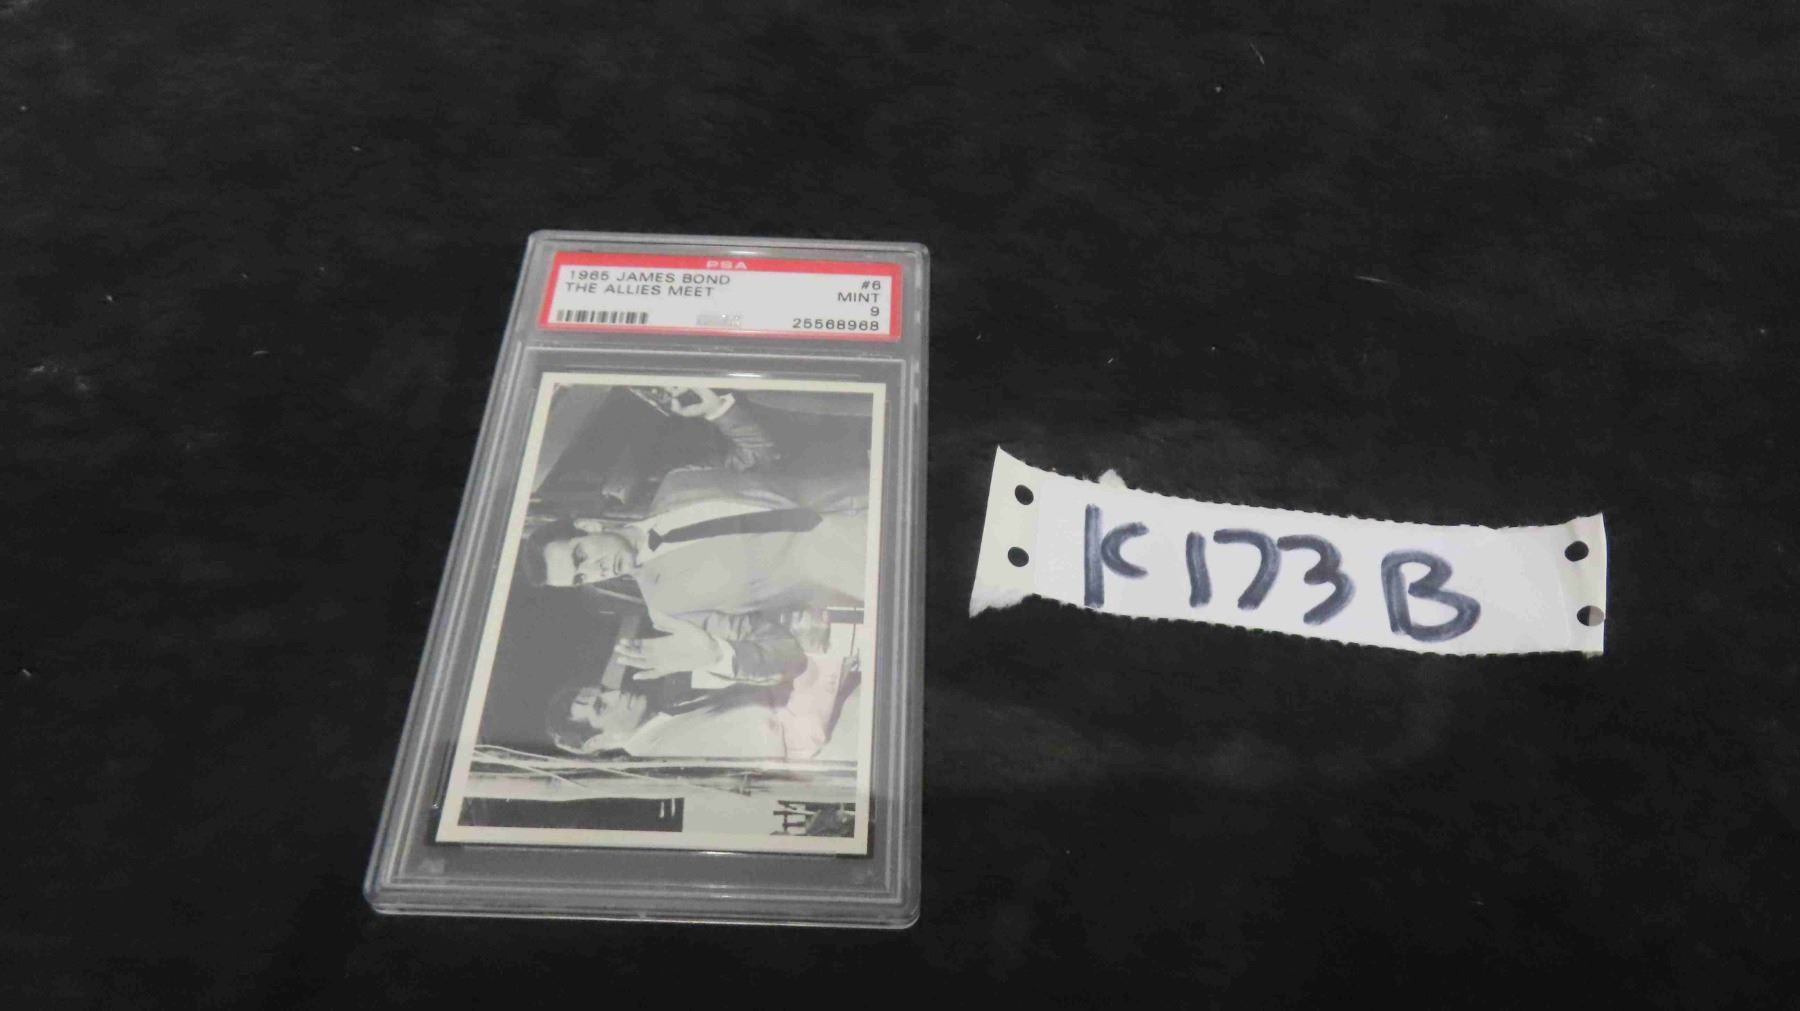 PSA
1965 JAMES BOND
THE ALLIES MEET
#6
MINT
9
25568968
K173B